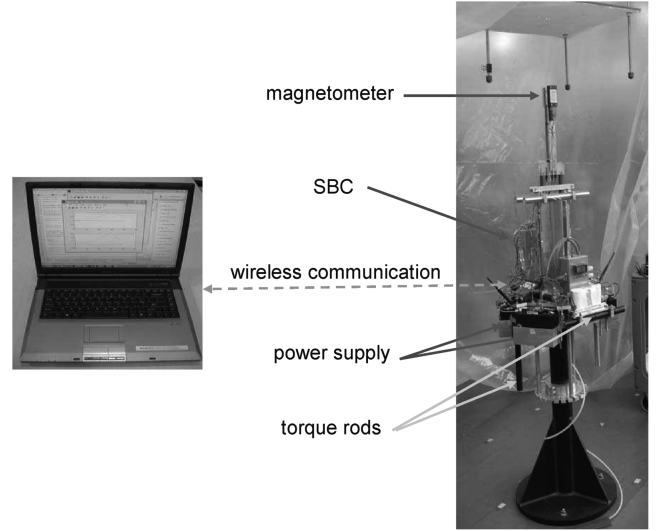 magnetometer
SBC
wireless communication
power supply
torque rods